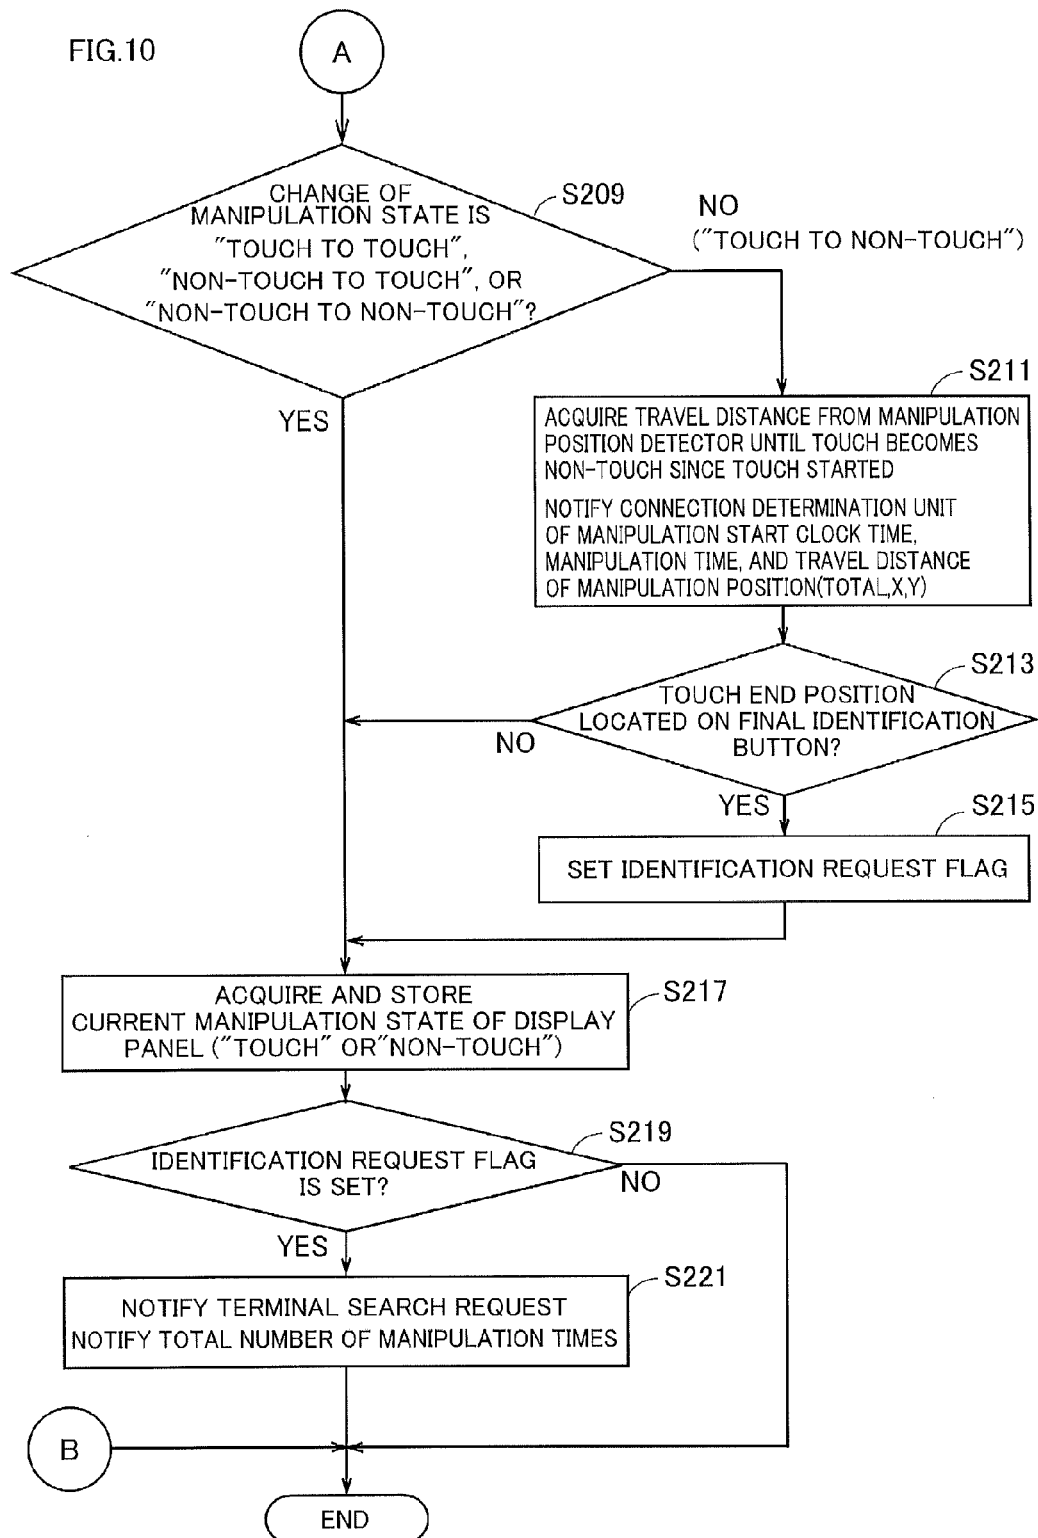 FIG.10
A
CHANGE OF
MANIPULATION STATE IS
"TOUCH TO TOUCH",
"NON-TOUCH TO TOUCH", OR
"NON-TOUCH TO NON-TOUCH"?
S209
NO
("TOUCH TO NON-TOUCH")
YES
S211
ACQUIRE TRAVEL DISTANCE FROM MANIPULATION
POSITION DETECTOR UNTIL TOUCH BECOMES
NON-TOUCH SINCE TOUCH STARTED
NOTIFY CONNECTION DETERMINATION UNIT
OF MANIPULATION START CLOCK TIME,
MANIPULATION TIME, AND TRAVEL DISTANCE
OF MANIPULATION POSITION(TOTAL,X,Y)
S213
TOUCH END POSITION
LOCATED ON FINAL IDENTIFICATION
BUTTON?
NO
YES
S215
SET IDENTIFICATION REQUEST FLAG
S217
ACQUIRE AND STORE
CURRENT MANIPULATION STATE OF DISPLAY
PANEL ("TOUCH" OR"NON-TOUCH")
S219
IDENTIFICATION REQUEST FLAG
IS SET?
NO
YES
S221
NOTIFY TERMINAL SEARCH REQUEST
NOTIFY TOTAL NUMBER OF MANIPULATION TIMES
B
END